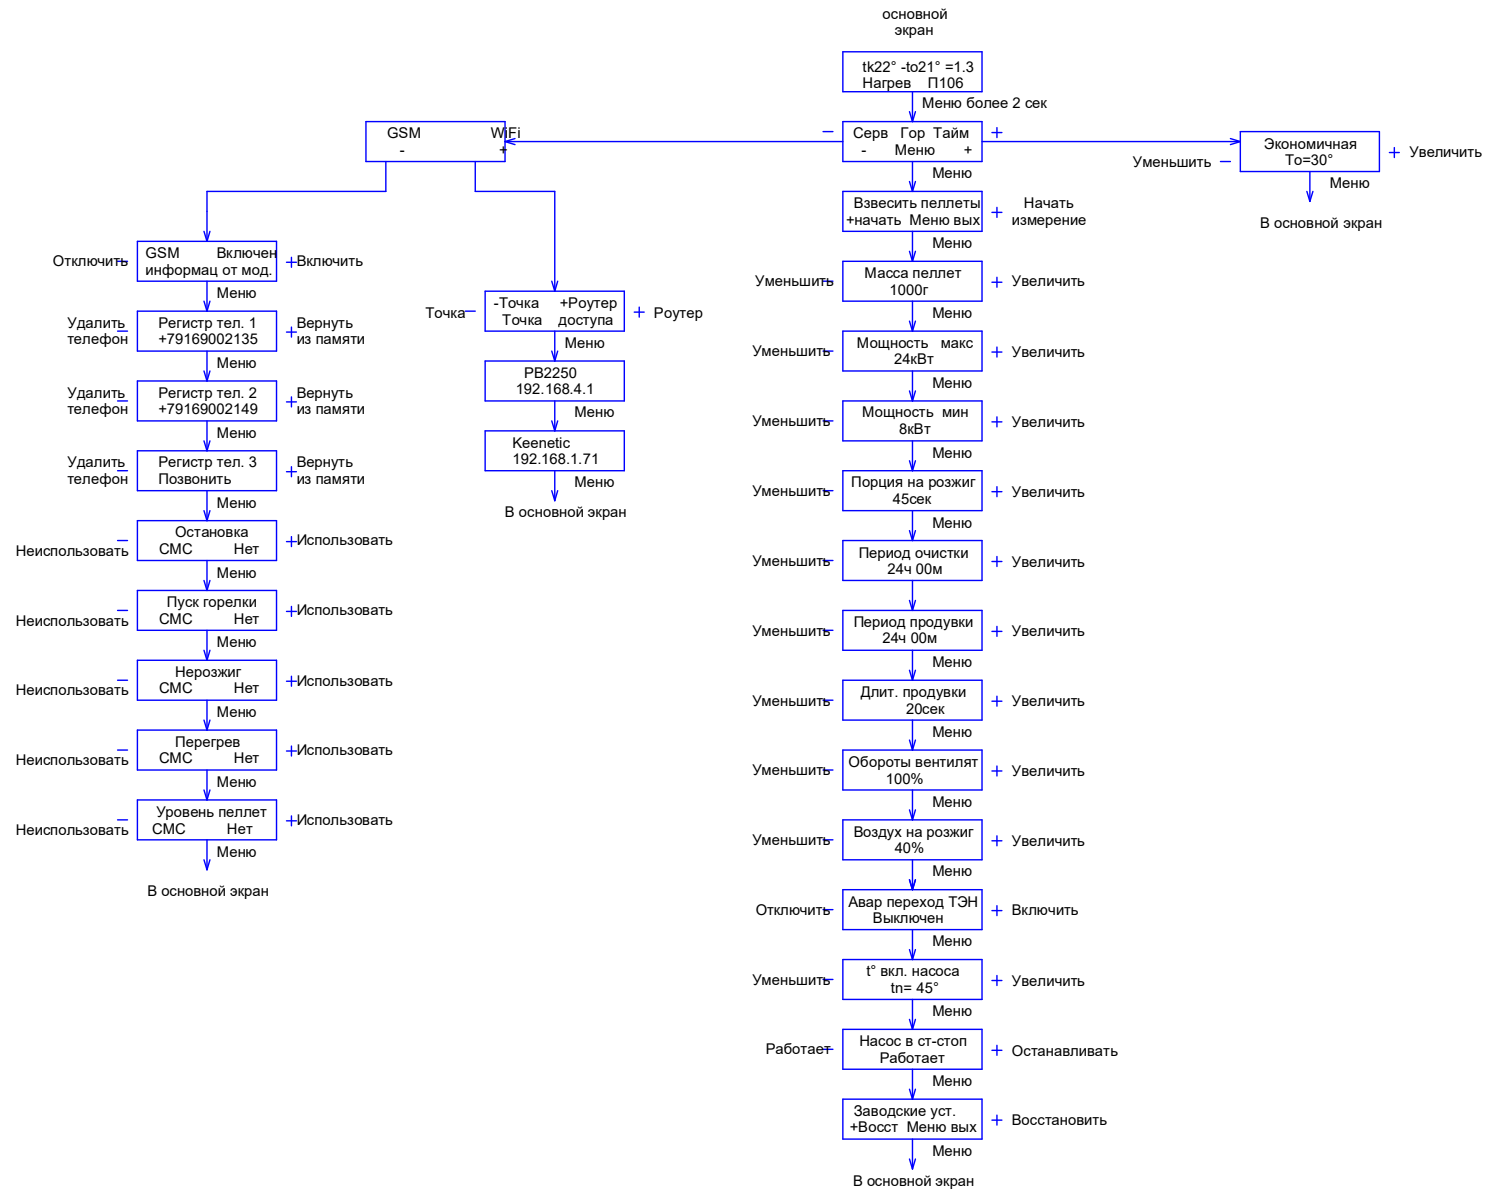 основной
экран
tk22° -to21° =1.3
Нагрев П106
Меню более 2 сек
GSM WiFi
- +
−
Серв Гор Тайм
- Меню +
+
Уменьшить −
Экономичная
То=30°
+ Увеличить
Меню
В основной экран
GSM Включен
информац от мод.
Отключить −
+ Включить
Меню
Удалить −
телефон
Регистр тел. 1
+79169002135
+ Вернуть
из памяти
Меню
Удалить −
телефон
Регистр тел. 2
+79169002149
+ Вернуть
из памяти
Меню
Удалить −
телефон
Регистр тел. 3
Позвонить
+ Вернуть
из памяти
Меню
Неиспользовать −
Остановка
СМС Нет
+ Использовать
Меню
Неиспользовать −
Пуск горелки
СМС Нет
+ Использовать
Меню
Неиспользовать −
Нерозжиг
СМС Нет
+ Использовать
Меню
Неиспользовать −
Перегрев
СМС Нет
+ Использовать
Меню
Неиспользовать −
Уровень пеллет
СМС Нет
+ Использовать
Меню
В основной экран
Точка −
-Точка +Роутер
Точка доступа
+ Роутер
Меню
PB2250
192.168.4.1
Меню
Keenetic
192.168.1.71
Меню
В основной экран
Меню
Взвесить пеллеты
+начать Меню вых
+ Начать
измерение
Меню
Уменьшить −
Масса пеллет
1000г
+ Увеличить
Меню
Уменьшить −
Мощность макс
24кВт
+ Увеличить
Меню
Уменьшить −
Мощность мин
8кВт
+ Увеличить
Меню
Уменьшить −
Порция на розжиг
45сек
+ Увеличить
Меню
Уменьшить −
Период очистки
24ч 00м
+ Увеличить
Уменьшить −
Период продувки
24ч 00м
+ Увеличить
Меню
Уменьшить −
Длит. продувки
20сек
+ Увеличить
Меню
Уменьшить −
Обороты вентилят
100%
+ Увеличить
Меню
Уменьшить −
Воздух на розжиг
40%
+ Увеличить
Меню
Отключить −
Авар переход ТЭН
Выключен
+ Включить
Меню
Уменьшить −
t° вкл. насоса
tn= 45°
+ Увеличить
Меню
Работает −
Насос в ст-стоп
Работает
+ Останавливать
Меню
Заводские уст.
+Восст Меню вых
+ Восстановить
Меню
В основной экран